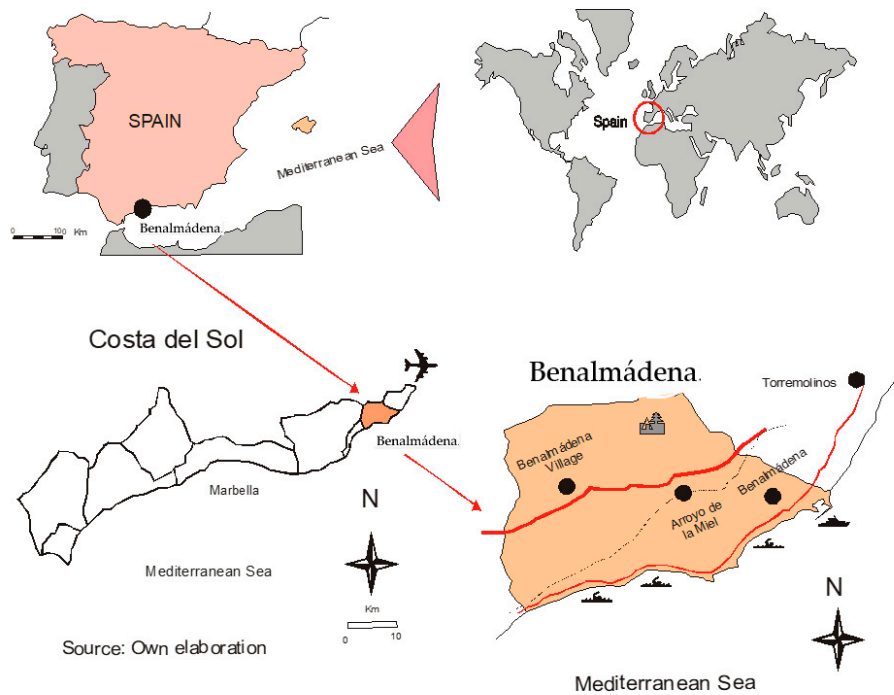 SPAIN
Mediterranean Sea
Benalmádena.
0 100
Km
Spain
Costa del Sol
Benalmádena.
Marbella
N
Mediterranean Sea
Km
0 10
Source: Own elaboration
Benalmádena.
Torremolinos
Benalmádena
Village
Arroyo de
la Miel
Benalmádena
N
Mediterranean Sea